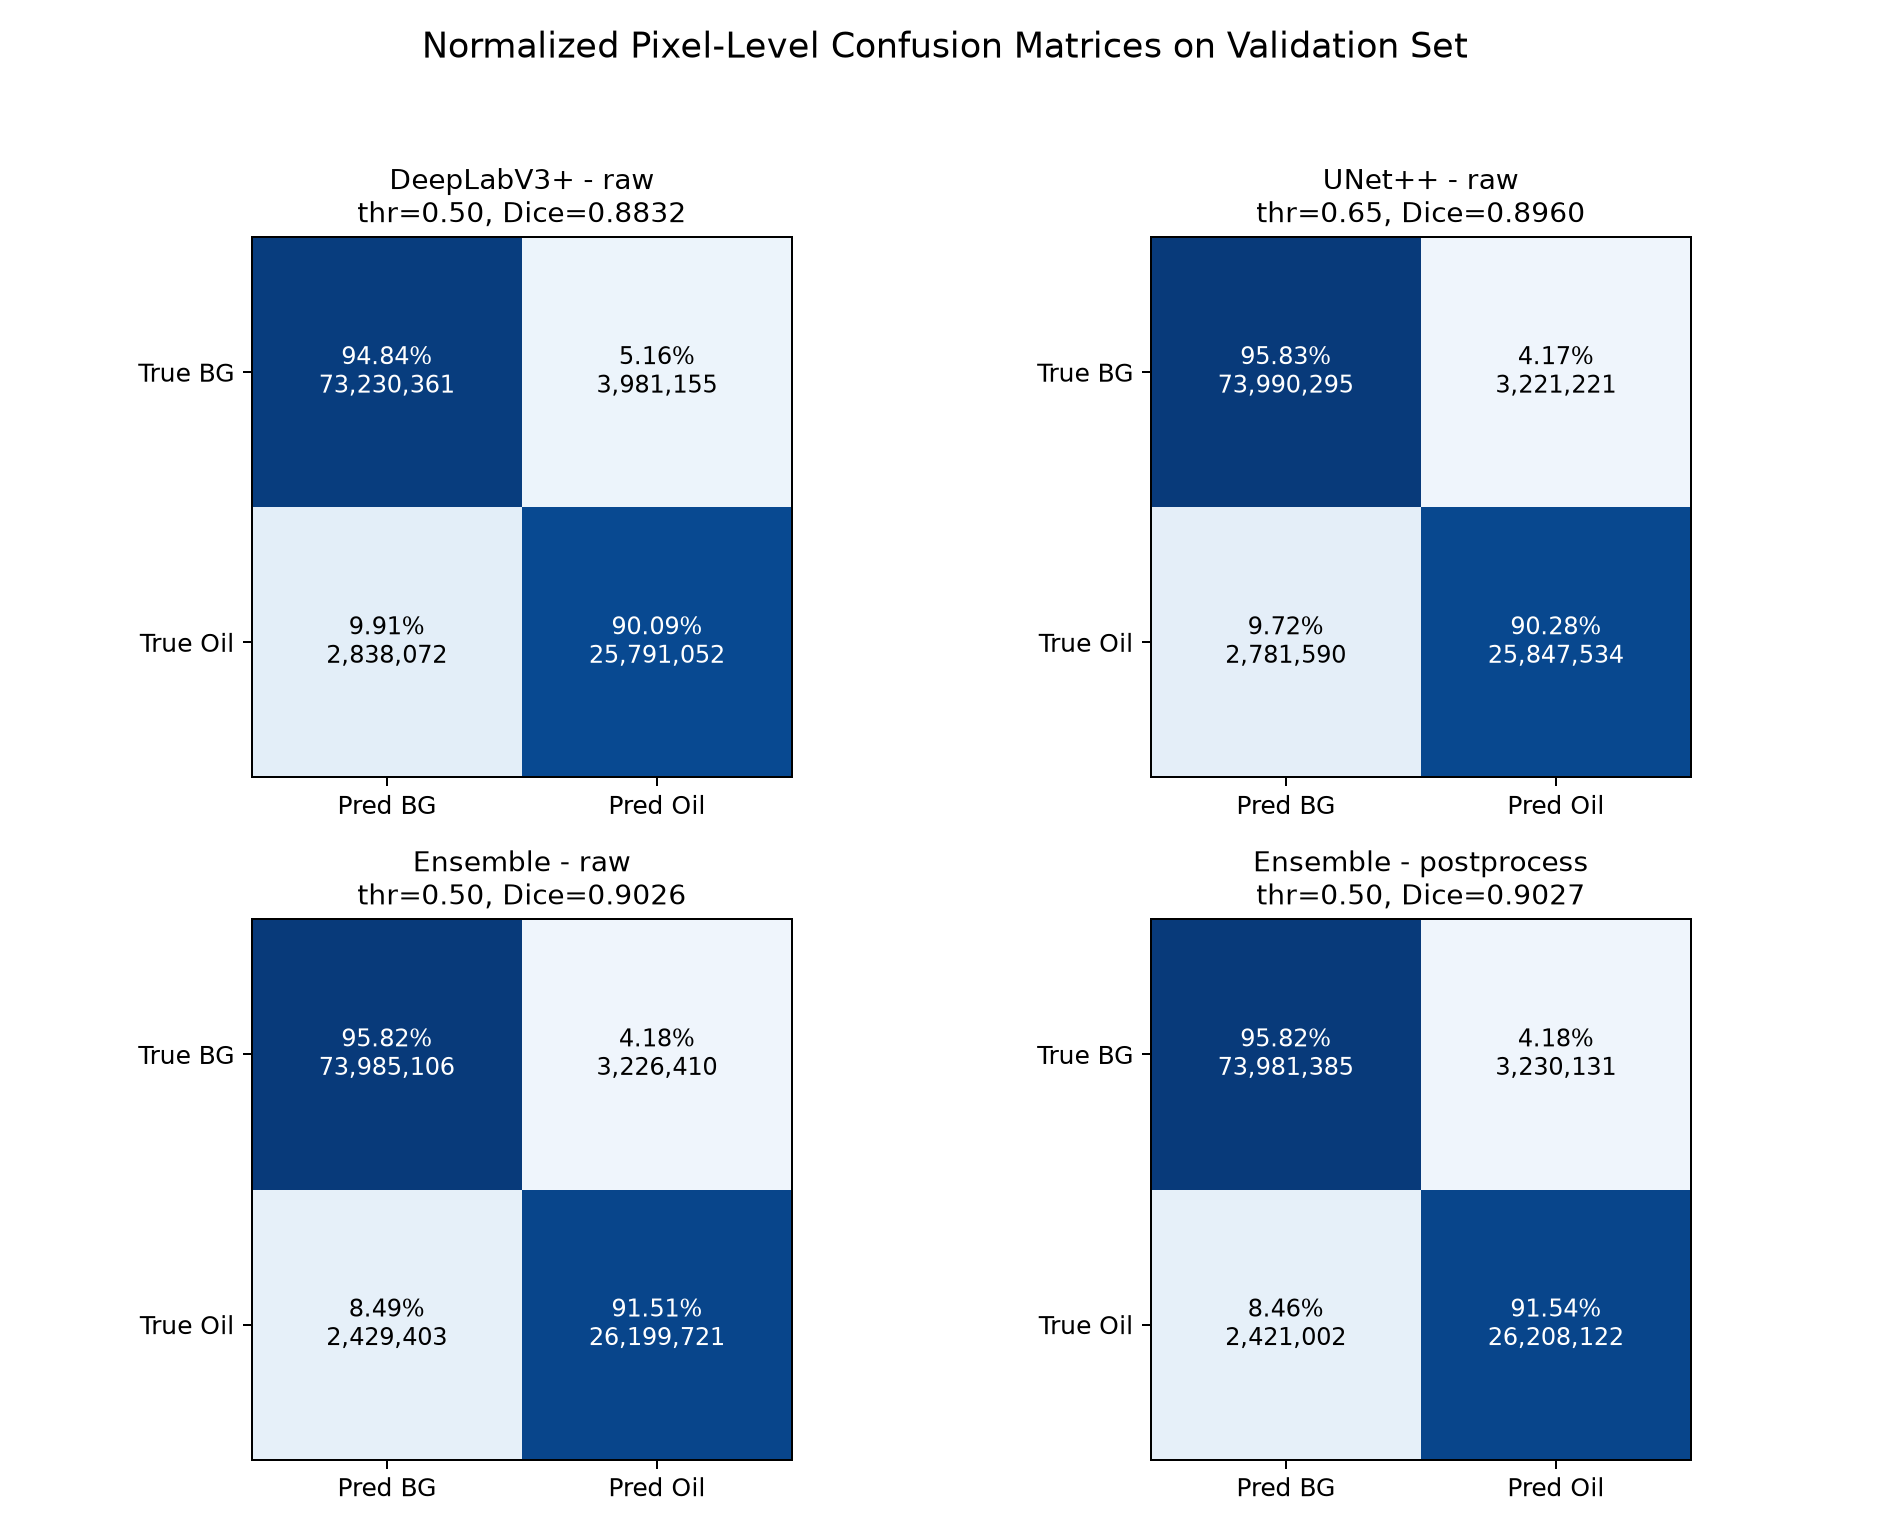 Normalized Pixel-Level Confusion Matrices on Validation Set
DeepLabV3+ - raw
thr=0.50, Dice=0.8832
True BG
94.84%
73,230,361
5.16%
3,981,155
True Oil
9.91%
2,838,072
90.09%
25,791,052
Pred BG
Pred Oil
UNet++ - raw
thr=0.65, Dice=0.8960
True BG
95.83%
73,990,295
4.17%
3,221,221
True Oil
9.72%
2,781,590
90.28%
25,847,534
Pred BG
Pred Oil
Ensemble - raw
thr=0.50, Dice=0.9026
True BG
95.82%
73,985,106
4.18%
3,226,410
True Oil
8.49%
2,429,403
91.51%
26,199,721
Pred BG
Pred Oil
Ensemble - postprocess
thr=0.50, Dice=0.9027
True BG
95.82%
73,981,385
4.18%
3,230,131
True Oil
8.46%
2,421,002
91.54%
26,208,122
Pred BG
Pred Oil